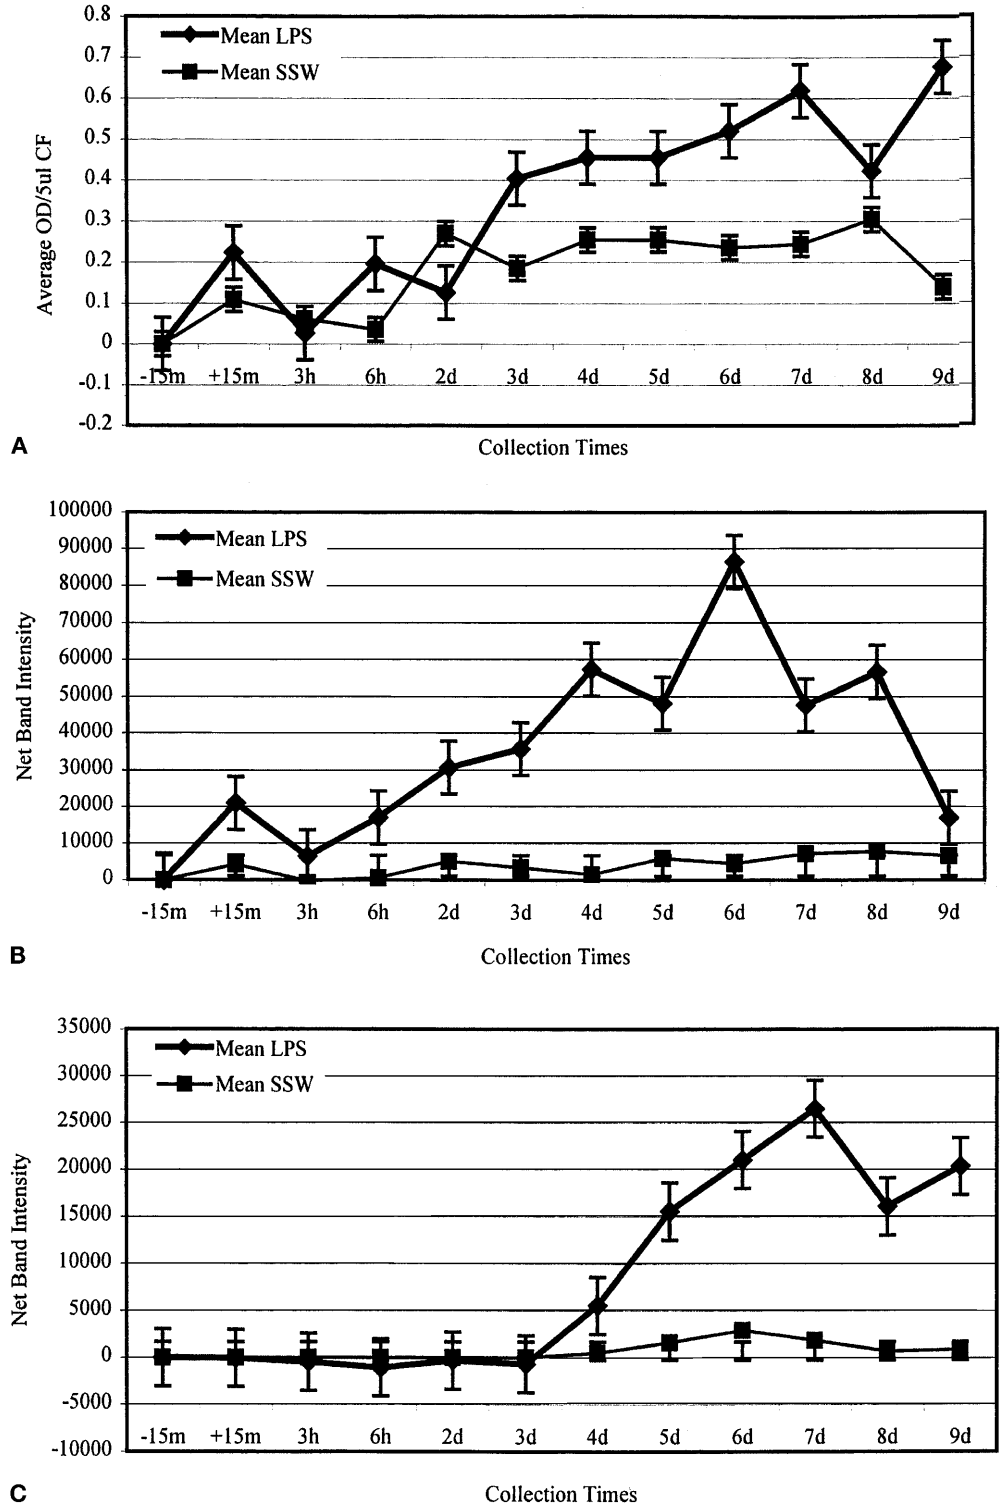 0.8
0.7
0.6
0.5
0.4
0.3
0.2
0.1
0
-0.1
-0.2
Average OD/5ul CF
Mean LPS
Mean SSW
-15m +15m 3h 6h 2d 3d 4d 5d 6d 7d 8d 9d
Collection Times
A
100000
90000
80000
70000
60000
50000
40000
30000
20000
10000
0
Net Band Intensity
Mean LPS
Mean SSW
-15m +15m 3h 6h 2d 3d 4d 5d 6d 7d 8d 9d
Collection Times
B
35000
30000
25000
20000
15000
10000
5000
0
-5000
-10000
Net Band Intensity
Mean LPS
Mean SSW
-15m +15m 3h 6h 2d 3d 4d 5d 6d 7d 8d 9d
Collection Times
C